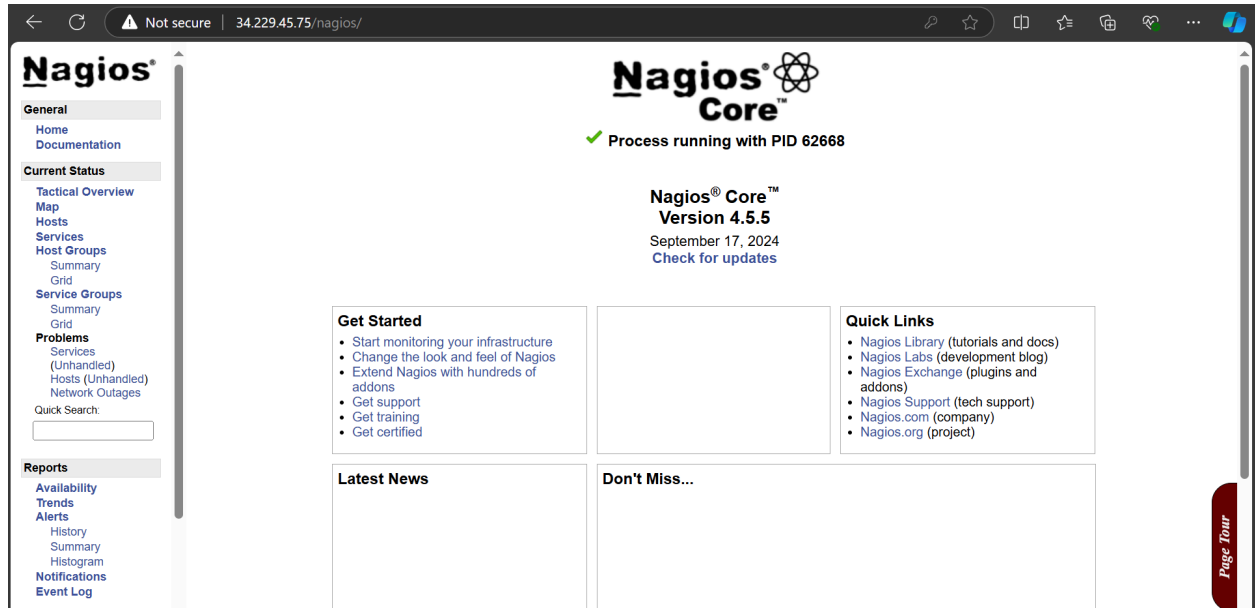 Not secure 34.229.45.75/nagios/
Nagios®
General
Home
Documentation
Current Status
Tactical Overview
Map
Hosts
Services
Host Groups
Summary
Grid
Service Groups
Summary
Grid
Problems
Services
(Unhandled)
Hosts (Unhandled)
Network Outages
Quick Search:
Reports
Availability
Trends
Alerts
History
Summary
Histogram
Notifications
Event Log
Nagios®
Core™
Process running with PID 62668
Nagios® Core™
Version 4.5.5
September 17, 2024
Check for updates
Get Started
• Start monitoring your infrastructure
• Change the look and feel of Nagios
• Extend Nagios with hundreds of
addons
• Get support
• Get training
• Get certified
Quick Links
• Nagios Library (tutorials and docs)
• Nagios Labs (development blog)
• Nagios Exchange (plugins and
addons)
• Nagios Support (tech support)
• Nagios.com (company)
• Nagios.org (project)
Latest News
Don't Miss...
Page Tour